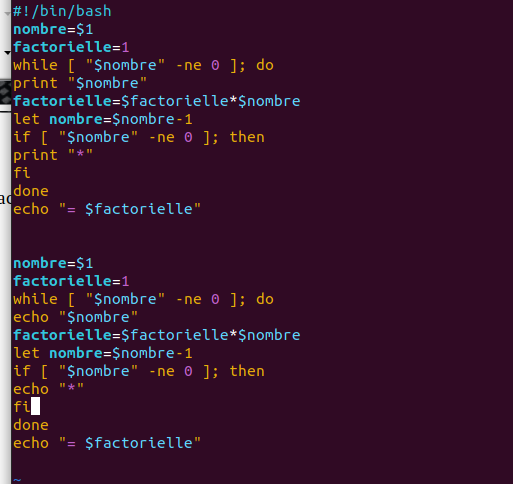 #!/bin/bash
nombre=$1
factorielle=1
while [ "$nombre" -ne 0 ]; do
print "$nombre"
factorielle=$factorielle*$nombre
let nombre=$nombre-1
if [ "$nombre" -ne 0 ]; then
print "*"
fi
done
echo "= $factorielle"
nombre=$1
factorielle=1
while [ "$nombre" -ne 0 ]; do
echo "$nombre"
factorielle=$factorielle*$nombre
let nombre=$nombre-1
if [ "$nombre" -ne 0 ]; then
echo "*"
fi
done
echo "= $factorielle"
~